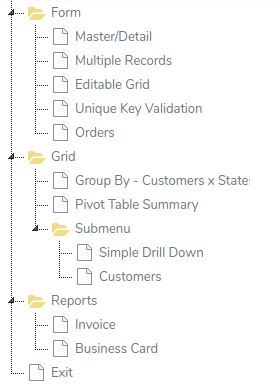 Form
Master/Detail
Multiple Records
Editable Grid
Unique Key Validation
Orders
Grid
Group By - Customers x States
Pivot Table Summary
Submenu
Simple Drill Down
Customers
Reports
Invoice
Business Card
Exit